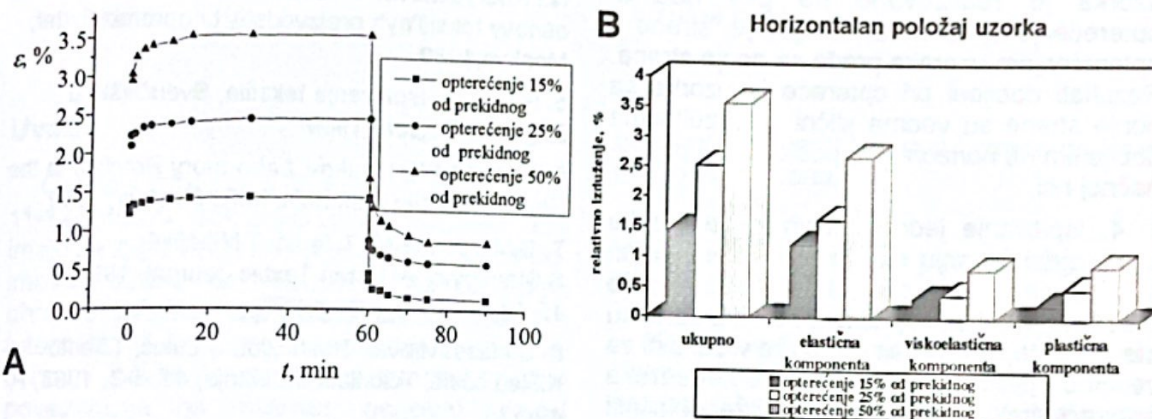 A
ε, %
3.5
3.0
2.5
2.0
1.5
1.0
0.5
0.0
0 20 40 60 80 100
t, min
opterećenje 15%
od prekidnog
opterećenje 25%
od prekidnog
opterećenje 50%
od prekidnog
B
Horizontalan položaj uzorka
relativno izduženje, %
4
3,5
3
2,5
2
1,5
1
0,5
0
ukupno elastična viskoelastična plastična
komponenta komponenta komponenta
opterećenje 15% od prekidnog
opterećenje 25% od prekidnog
opterećenje 50% od prekidnog